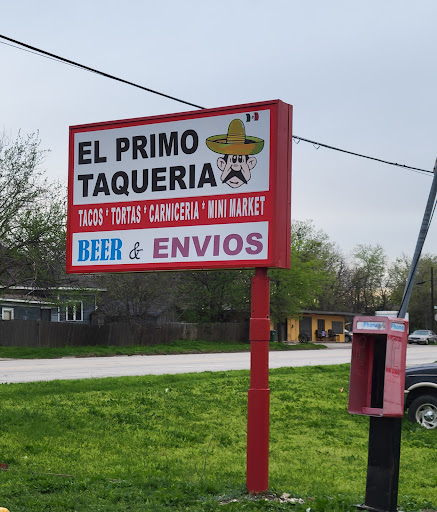 EL PRIMO
TAQUERIA
TACOS * TORTAS * CARNICERIA * MINI MARKET
BEER & ENVIOS